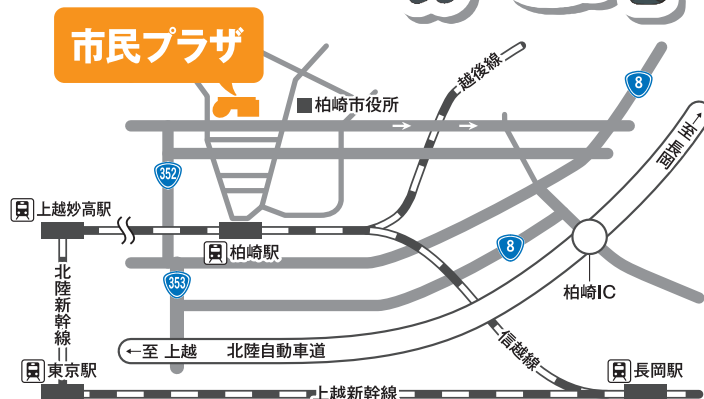 市民プラザ
柏崎市役所
越後線
8
→ →
←至 長岡
352
上越妙高駅
柏崎駅
8
北陸新幹線
353
柏崎IC
←至 上越
北陸自動車道
信越線
東京駅
長岡駅
上越新幹線